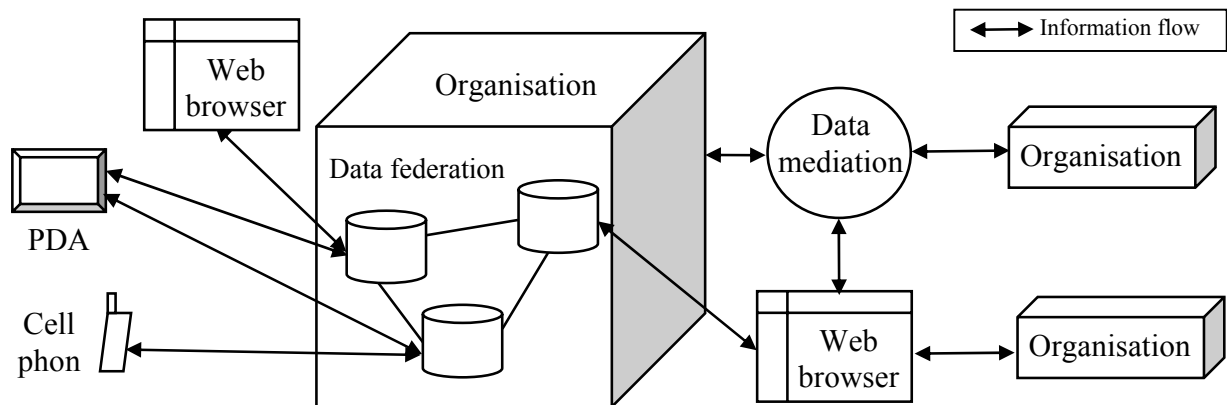 Information flow
Web
browser
Organisation
Data
mediation
Organisation
Data federation
PDA
Cell
phon
Web
browser
Organisation